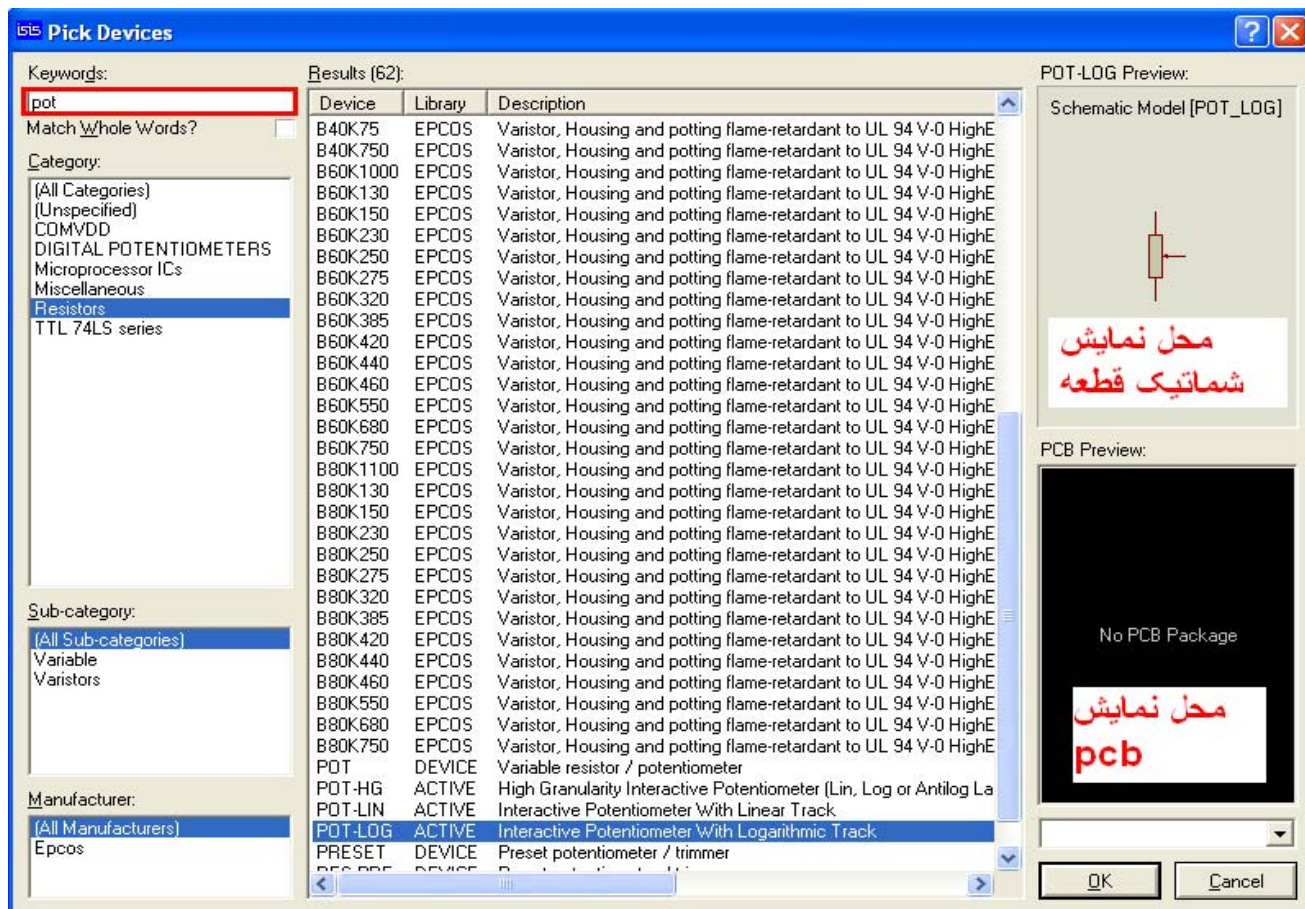 isis Pick Devices
Keywords:
pot
Match Whole Words?
Category:
(All Categories)
(Unspecified)
COMVDD
DIGITAL POTENTIOMETERS
Microprocessor ICs
Miscellaneous
Resistors
TTL 74LS series
Sub-category:
(All Sub-categories)
Variable
Varistors
Manufacturer:
(All Manufacturers)
Epcos
Results (62):
Device Library Description
B40K75 EPCOS Varistor, Housing and potting flame-retardant to UL 94 V-0 HighE
B40K750 EPCOS Varistor, Housing and potting flame-retardant to UL 94 V-0 HighE
B60K1000 EPCOS Varistor, Housing and potting flame-retardant to UL 94 V-0 HighE
B60K130 EPCOS Varistor, Housing and potting flame-retardant to UL 94 V-0 HighE
B60K150 EPCOS Varistor, Housing and potting flame-retardant to UL 94 V-0 HighE
B60K230 EPCOS Varistor, Housing and potting flame-retardant to UL 94 V-0 HighE
B60K250 EPCOS Varistor, Housing and potting flame-retardant to UL 94 V-0 HighE
B60K275 EPCOS Varistor, Housing and potting flame-retardant to UL 94 V-0 HighE
B60K320 EPCOS Varistor, Housing and potting flame-retardant to UL 94 V-0 HighE
B60K385 EPCOS Varistor, Housing and potting flame-retardant to UL 94 V-0 HighE
B60K420 EPCOS Varistor, Housing and potting flame-retardant to UL 94 V-0 HighE
B60K440 EPCOS Varistor, Housing and potting flame-retardant to UL 94 V-0 HighE
B60K460 EPCOS Varistor, Housing and potting flame-retardant to UL 94 V-0 HighE
B60K550 EPCOS Varistor, Housing and potting flame-retardant to UL 94 V-0 HighE
B60K680 EPCOS Varistor, Housing and potting flame-retardant to UL 94 V-0 HighE
B60K750 EPCOS Varistor, Housing and potting flame-retardant to UL 94 V-0 HighE
B80K1100 EPCOS Varistor, Housing and potting flame-retardant to UL 94 V-0 HighE
B80K130 EPCOS Varistor, Housing and potting flame-retardant to UL 94 V-0 HighE
B80K150 EPCOS Varistor, Housing and potting flame-retardant to UL 94 V-0 HighE
B80K230 EPCOS Varistor, Housing and potting flame-retardant to UL 94 V-0 HighE
B80K250 EPCOS Varistor, Housing and potting flame-retardant to UL 94 V-0 HighE
B80K275 EPCOS Varistor, Housing and potting flame-retardant to UL 94 V-0 HighE
B80K320 EPCOS Varistor, Housing and potting flame-retardant to UL 94 V-0 HighE
B80K385 EPCOS Varistor, Housing and potting flame-retardant to UL 94 V-0 HighE
B80K420 EPCOS Varistor, Housing and potting flame-retardant to UL 94 V-0 HighE
B80K440 EPCOS Varistor, Housing and potting flame-retardant to UL 94 V-0 HighE
B80K460 EPCOS Varistor, Housing and potting flame-retardant to UL 94 V-0 HighE
B80K550 EPCOS Varistor, Housing and potting flame-retardant to UL 94 V-0 HighE
B80K680 EPCOS Varistor, Housing and potting flame-retardant to UL 94 V-0 HighE
B80K750 EPCOS Varistor, Housing and potting flame-retardant to UL 94 V-0 HighE
POT DEVICE Variable resistor / potentiometer
POT-HG ACTIVE High Granularity Interactive Potentiometer (Lin, Log or Antilog La
POT-LIN ACTIVE Interactive Potentiometer With Linear Track
POT-LOG ACTIVE Interactive Potentiometer With Logarithmic Track
PRESET DEVICE Preset potentiometer / trimmer
POT-LOG Preview:
Schematic Model [POT_LOG]
محل نمایش
شماتیک قطعه
PCB Preview:
No PCB Package
محل نمایش
pcb
OK Cancel